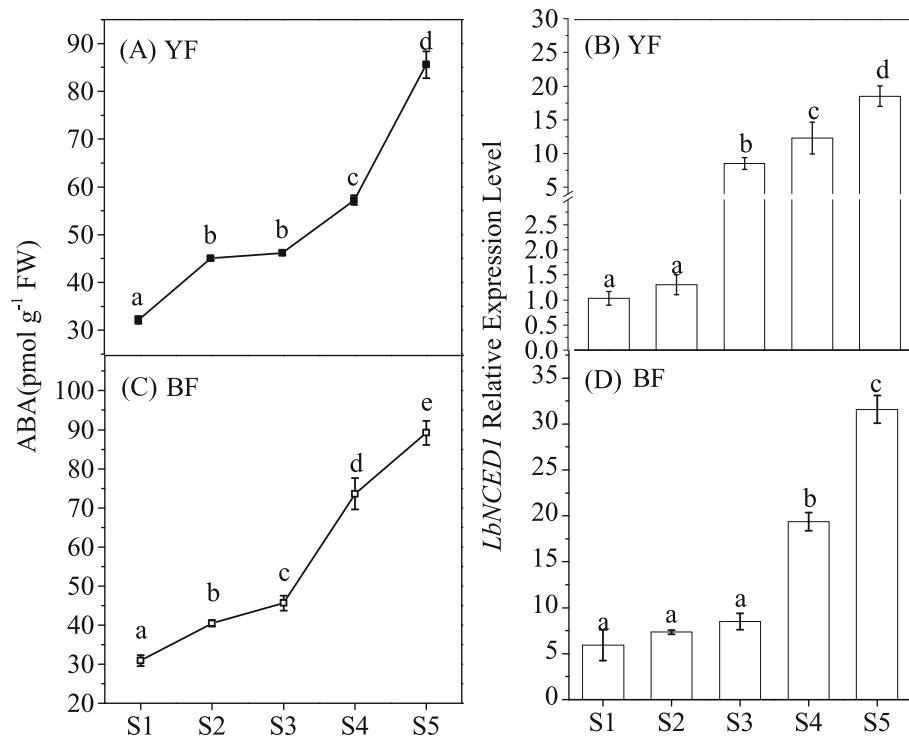 ABA(pmol g⁻¹ FW)
(A) YF
90
80
70
60
50
40
30
a
b
b
c
d
(C) BF
100
90
80
70
60
50
40
30
20
a
b
c
d
e
S1 S2 S3 S4 S5
LbNCED1 Relative Expression Level
(B) YF
30
25
20
15
10
5
2.5
2.0
1.5
1.0
0.5
0.0
a
a
b
c
d
(D) BF
35
30
25
20
15
10
5
0
a
a
a
b
c
S1 S2 S3 S4 S5